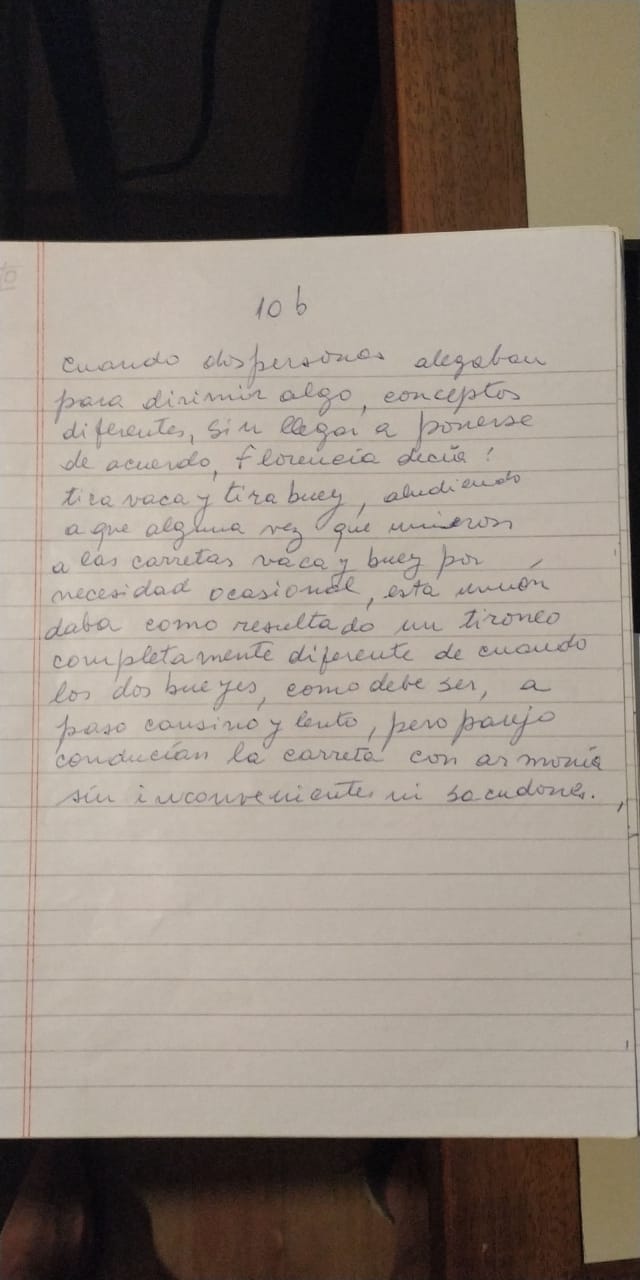 10 b
cuando dos personas alegaban
para dirimir algo, conceptos
diferentes, sin llegar a ponerse
de acuerdo, Florencia decía:
tira vaca y tira buey, aludiendo
a que alguna vez que unieron
a las carretas vaca y buey por
necesidad ocasional, esta unión
daba como resultado un tironeo
completamente diferente de cuando
los dos bueyes, como debe ser, a
paso cansino y lento, pero parejo
conducían la carreta con armonía
sin inconvenientes ni sacudones.